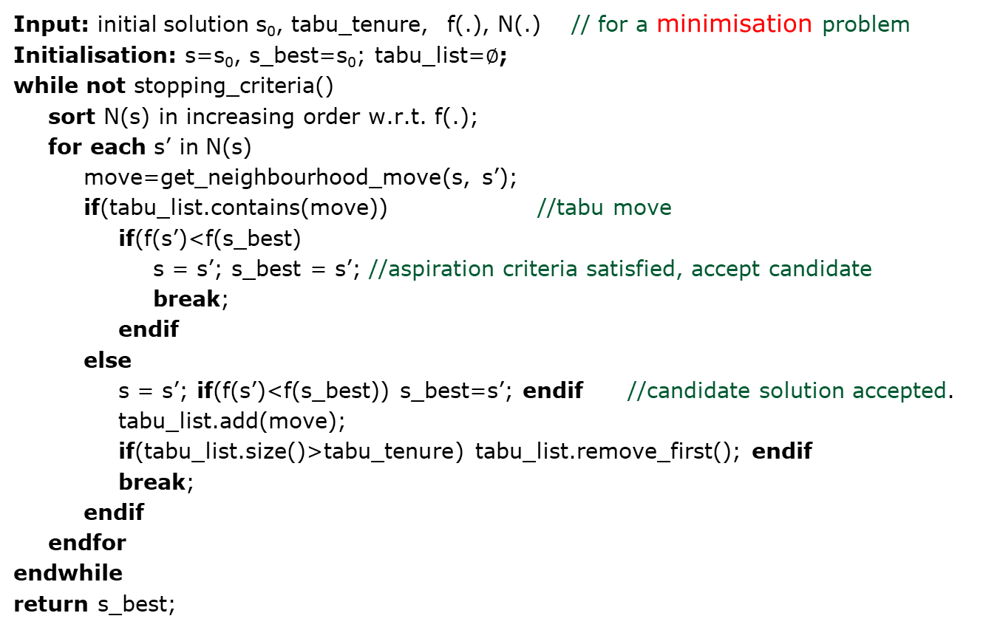 Input: initial solution s₀, tabu_tenure, f(.), N(.) // for a minimisation problem
Initialisation: s=s₀, s_best=s₀; tabu_list=∅;
while not stopping_criteria()
sort N(s) in increasing order w.r.t. f(.);
for each s’ in N(s)
move=get_neighbourhood_move(s, s’);
if(tabu_list.contains(move)) //tabu move
if(f(s’)<f(s_best)
s = s’; s_best = s’; //aspiration criteria satisfied, accept candidate
break;
endif
else
s = s’; if(f(s’)<f(s_best)) s_best=s’; endif //candidate solution accepted.
tabu_list.add(move);
if(tabu_list.size()>tabu_tenure) tabu_list.remove_first(); endif
break;
endif
endfor
endwhile
return s_best;